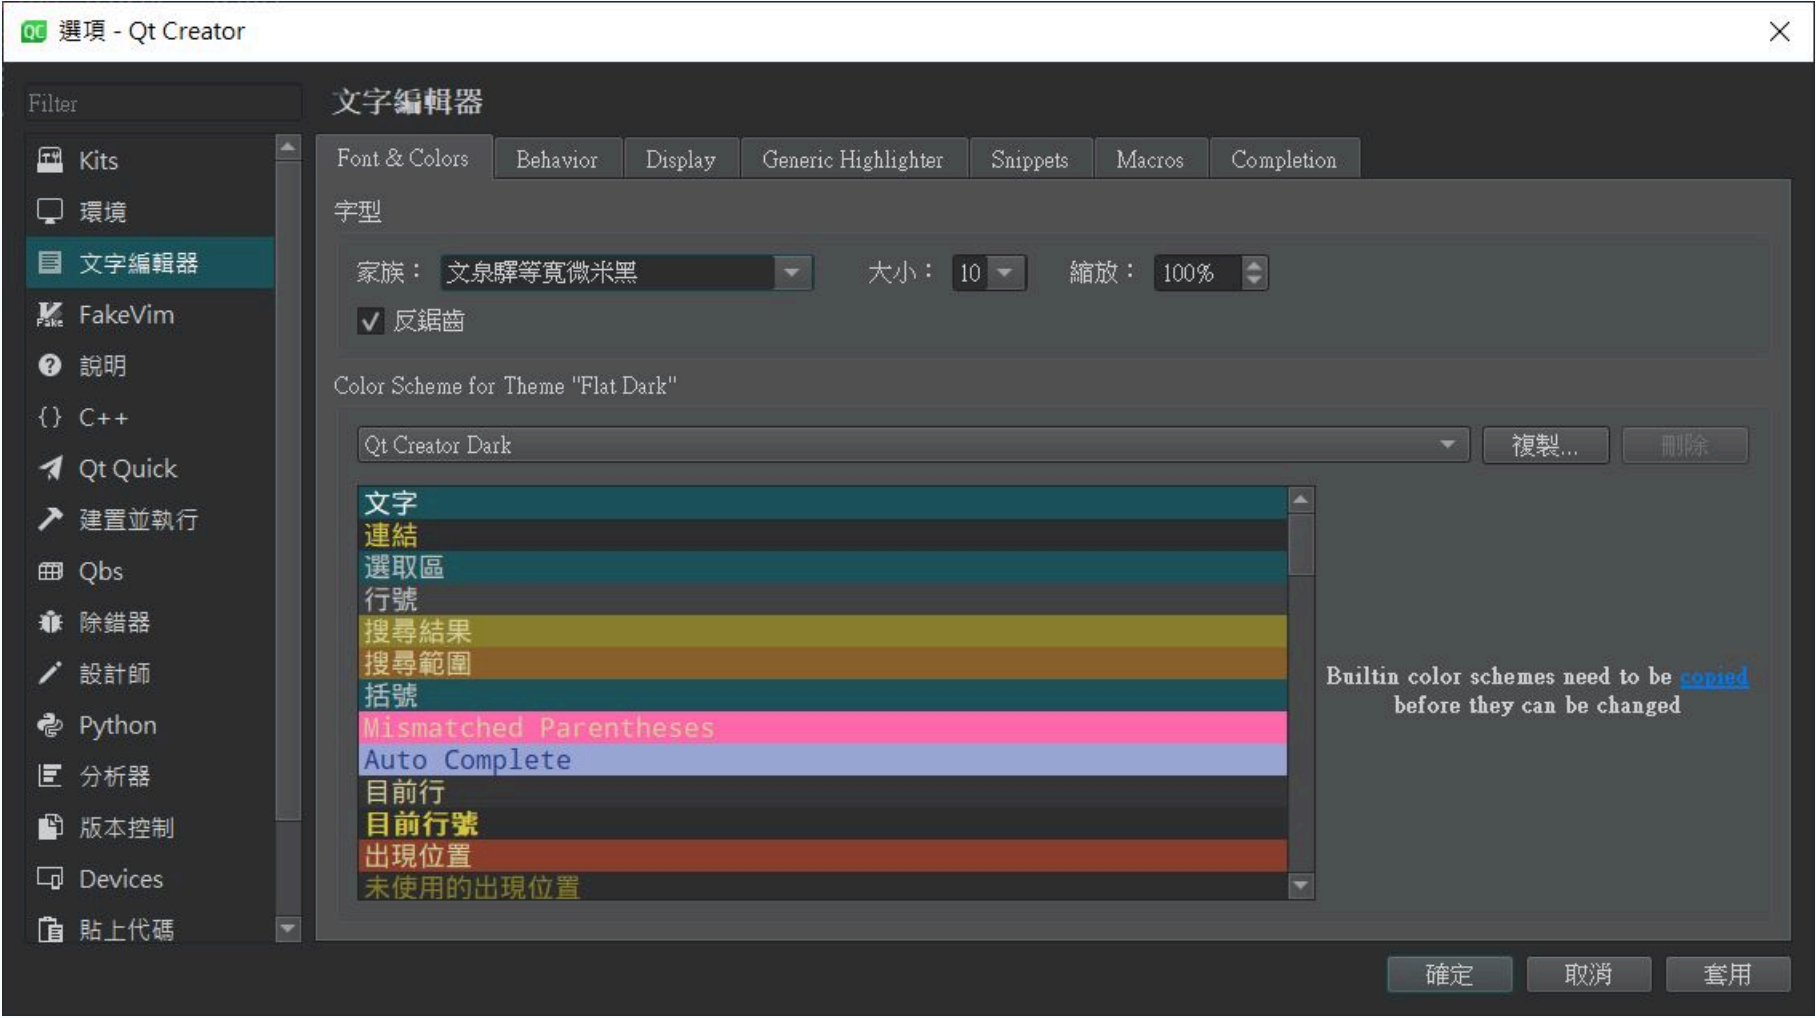 選項 - Qt Creator
Filter
Kits
環境
文字編輯器
FakeVim
說明
{} C++
Qt Quick
建置並執行
Qbs
除錯器
設計師
Python
分析器
版本控制
Devices
貼上代碼
文字編輯器
Font & Colors Behavior Display Generic Highlighter Snippets Macros Completion
字型
家族： 文泉驛等寬微米黑 大小： 10 縮放： 100%
反鋸齒
Color Scheme for Theme "Flat Dark"
Qt Creator Dark 複製... 刪除
文字
連結
選取區
行號
搜尋結果
搜尋範圍
括號
Mismatched Parentheses
Auto Complete
目前行
目前行號
出現位置
未使用的出現位置
Builtin color schemes need to be copied
before they can be changed
確定 取消 套用